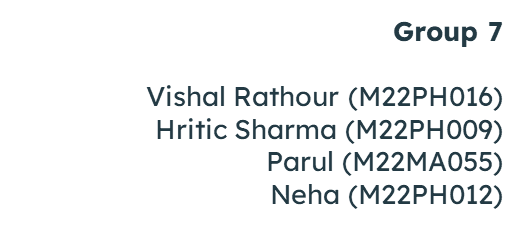 Group 7
Vishal Rathour (M22PH016)
Hritic Sharma (M22PH009)
Parul (M22MA055)
Neha (M22PH012)